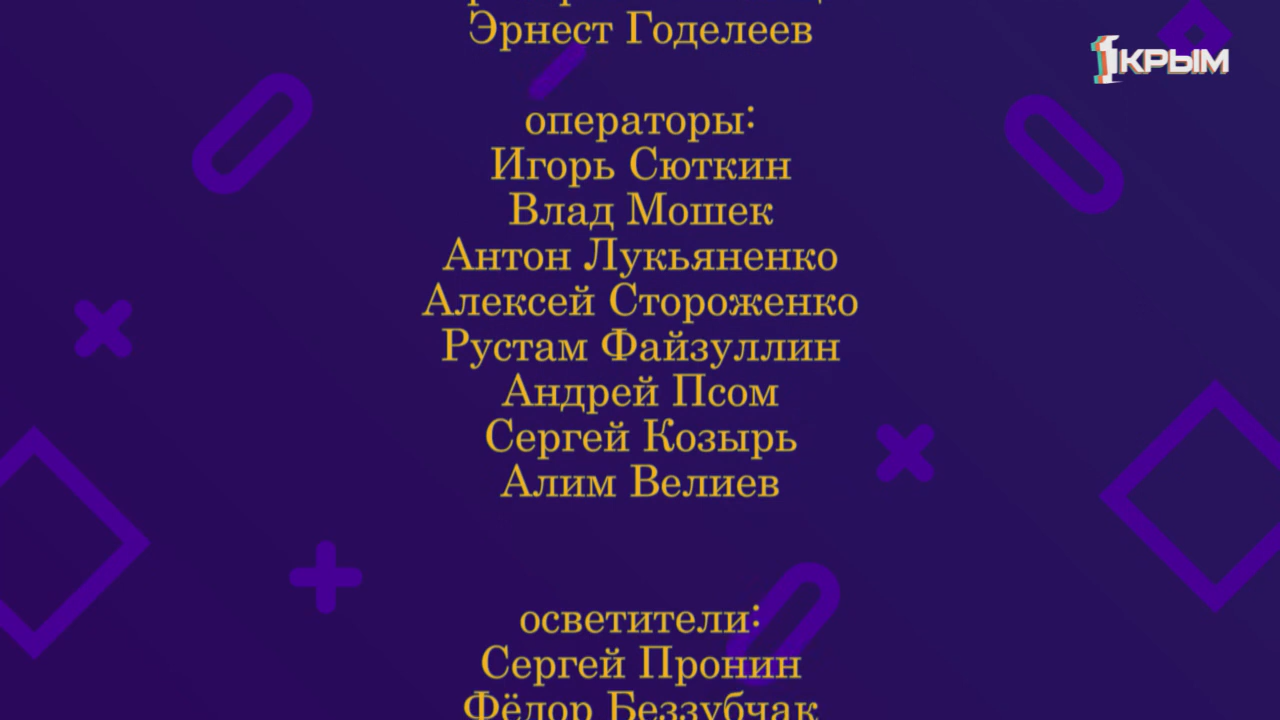 Эрнест Годелеев
1КРЫМ
операторы:
Игорь Сюткин
Влад Мошек
Антон Лукьяненко
Алексей Стороженко
Рустам Файзуллин
Андрей Псом
Сергей Козырь
Алим Велиев
осветители:
Сергей Пронин
Фёдор Беззубчак